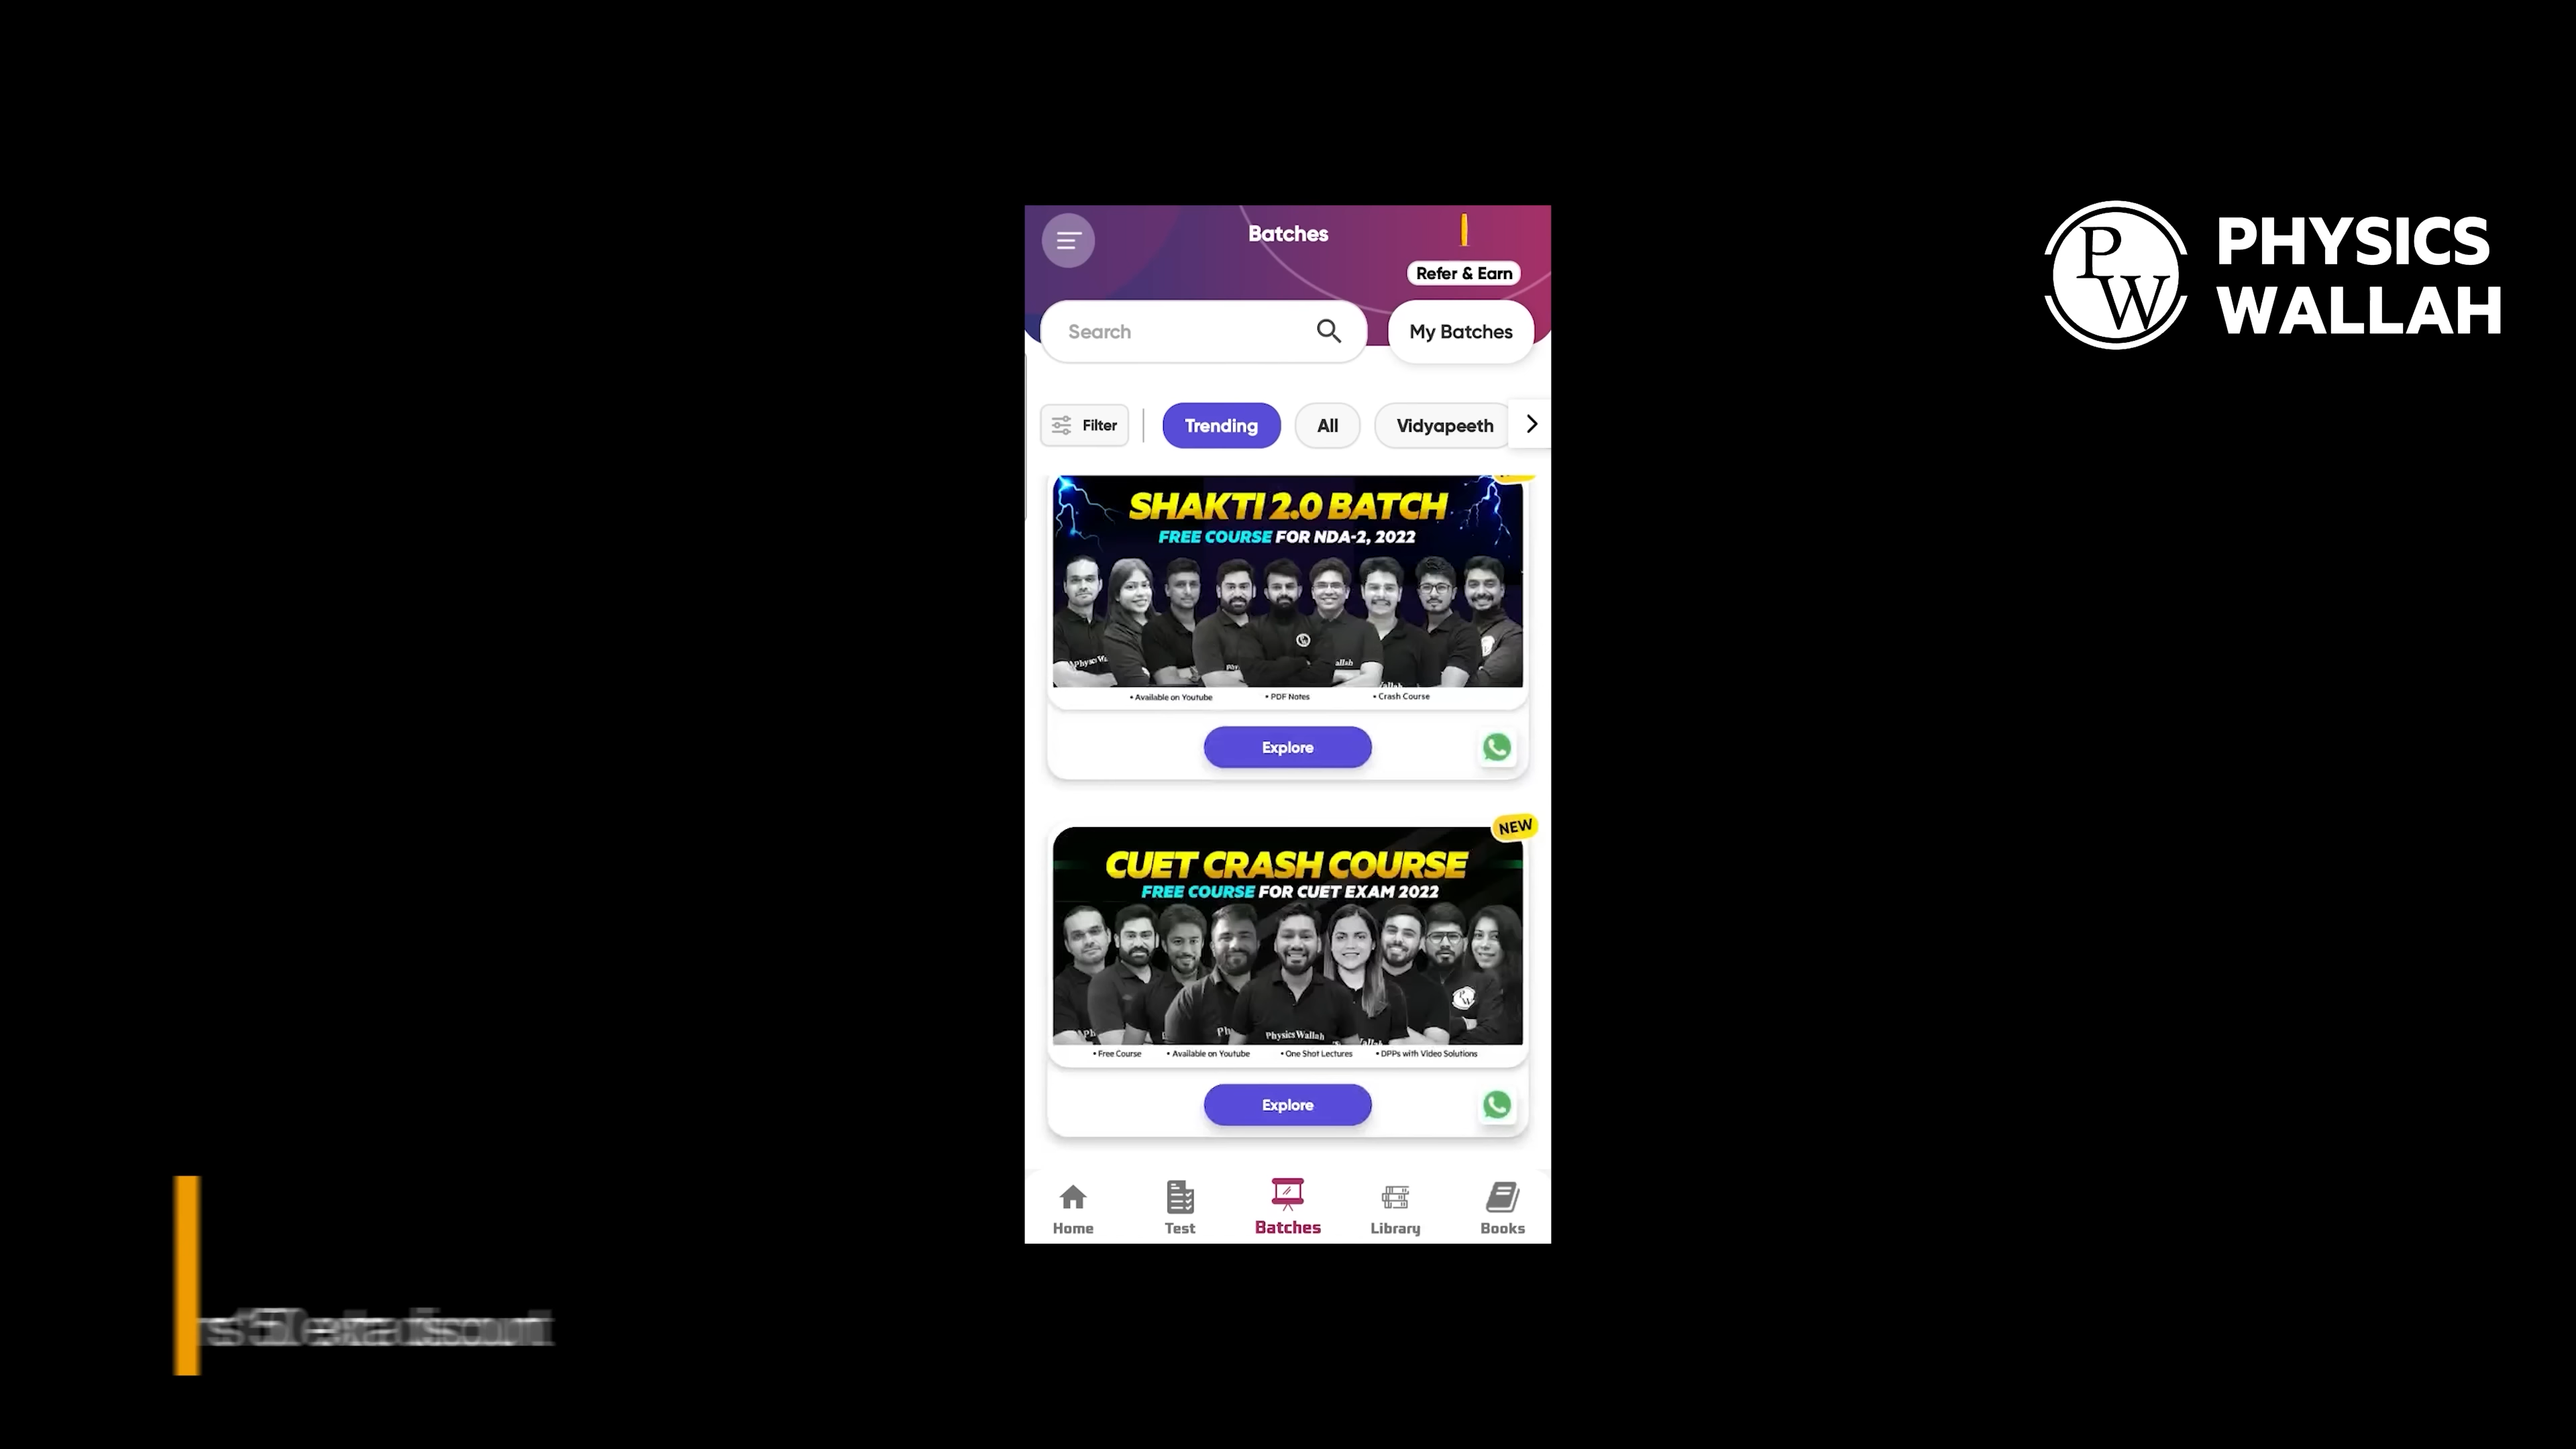 Batches
Refer & Earn
PHYSICS
WALLAH
PW
Search
My Batches
Filter
Trending
All
Vidyapeeth
SHAKTI 2.0 BATCH
FREE COURSE FOR NDA-2, 2022
• Available on Youtube • PDF Notes • Crash Course
Explore
NEW
CUET CRASH COURSE
FREE COURSE FOR CUET EXAM 2022
Physics Wallah
• Free Course • Available on Youtube • One Shot Lectures • DPPs with Video Solutions
Explore
Home Test Batches Library Books